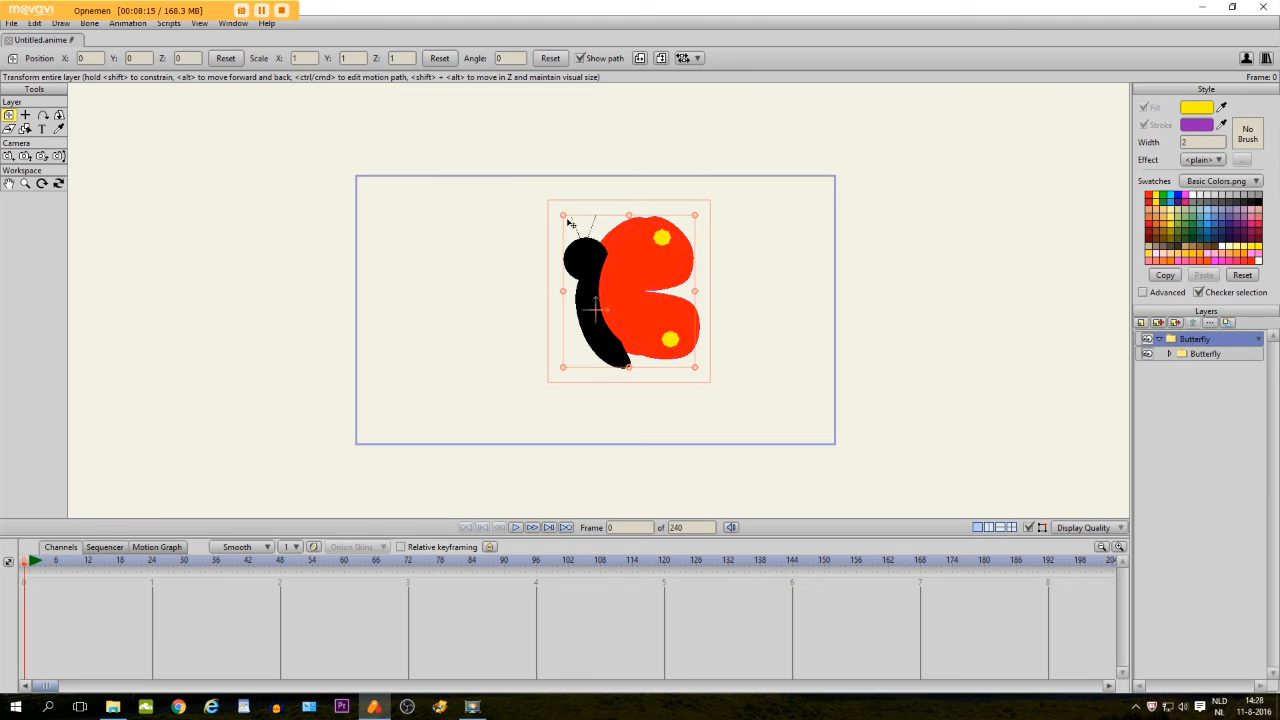 movavi Opnemen [00:08:15 / 168.3 MB]
File Edit Draw Bone Animation Scripts View Window Help
Untitled.anime *
Position X: 0 Y: 0 Z: 0 Reset Scale X: 1 Y: 1 Z: 1 Reset Angle: 0 Reset Show path
Transform entire layer (hold <shift> to constrain, <alt> to move forward and back, (ctrl/cmd) to edit motion path, <shift> + <alt> to move in Z and maintain visual size)
Frame: 0
Tools
Layer
T
Camera
Workspace
Style
Fill
Stroke
No Brush
Width 2
Effect <plain> ...
Swatches Basic Colors.png
Copy Paste Reset
Advanced Checker selection
Layers
Butterfly
Butterfly
Frame 0 of 240
Display Quality
Channels Sequencer Motion Graph Smooth 1 Onion Skins Relative keyframing
0 6 12 18 24 30 36 42 48 54 60 66 72 78 84 90 96 102 108 114 120 126 132 138 144 150 156 162 168 174 180 186 192 198 204
0 1 2 3 4 5 6 7 8
Pr
NLD 14:28
NL 11-8-2016